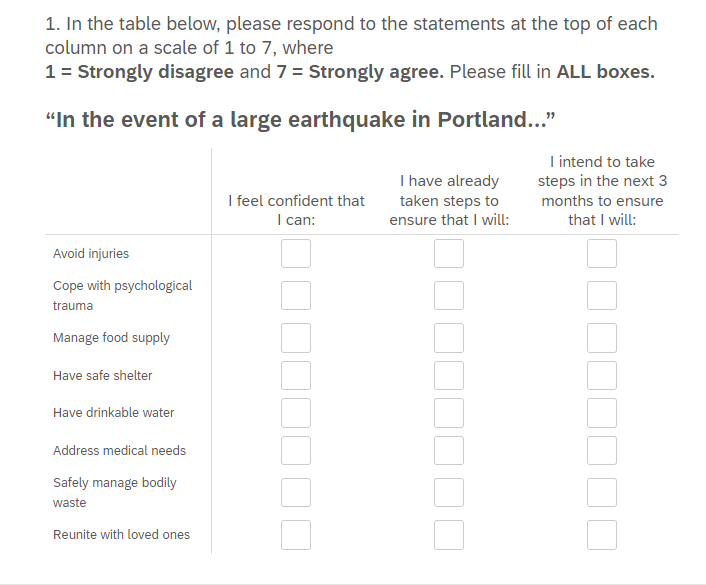 1. In the table below, please respond to the statements at the top of each
column on a scale of 1 to 7, where
1 = Strongly disagree and 7 = Strongly agree. Please fill in ALL boxes.
“In the event of a large earthquake in Portland...”
I feel confident that
I can:
I have already
taken steps to
ensure that I will:
I intend to take
steps in the next 3
months to ensure
that I will:
Avoid injuries
Cope with psychological
trauma
Manage food supply
Have safe shelter
Have drinkable water
Address medical needs
Safely manage bodily
waste
Reunite with loved ones